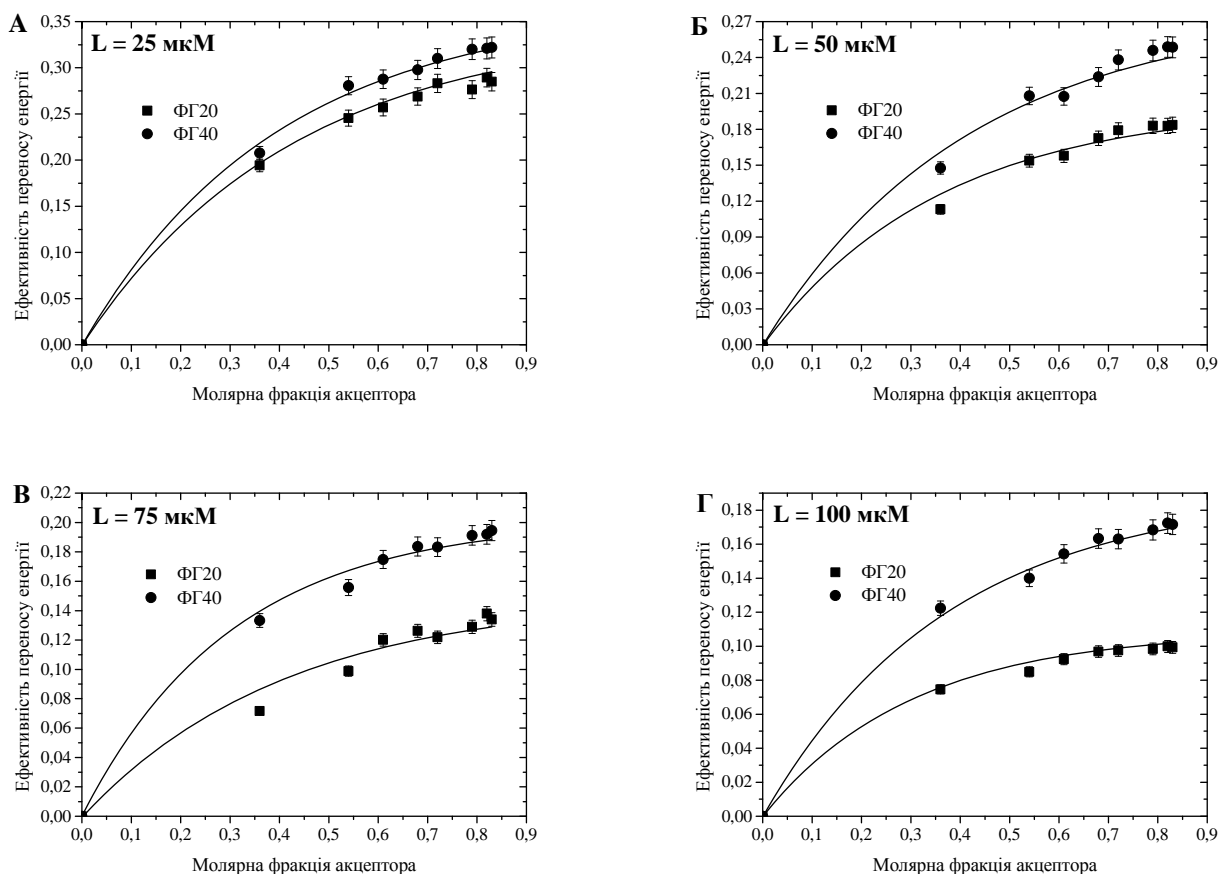 А
L = 25 мкМ
ФГ20
ФГ40
Ефективність переносу енергії
0,35
0,30
0,25
0,20
0,15
0,10
0,05
0,00
0,0 0,1 0,2 0,3 0,4 0,5 0,6 0,7 0,8 0,9
Молярна фракція акцептора
Б
L = 50 мкМ
ФГ20
ФГ40
Ефективність переносу енергії
0,27
0,24
0,21
0,18
0,15
0,12
0,09
0,06
0,03
0,00
0,0 0,1 0,2 0,3 0,4 0,5 0,6 0,7 0,8 0,9
Молярна фракція акцептора
В
L = 75 мкМ
ФГ20
ФГ40
Ефективність переносу енергії
0,22
0,20
0,18
0,16
0,14
0,12
0,10
0,08
0,06
0,04
0,02
0,00
0,0 0,1 0,2 0,3 0,4 0,5 0,6 0,7 0,8 0,9
Молярна фракція акцептора
Г
L = 100 мкМ
ФГ20
ФГ40
Ефективність переносу енергії
0,18
0,16
0,14
0,12
0,10
0,08
0,06
0,04
0,02
0,00
0,0 0,1 0,2 0,3 0,4 0,5 0,6 0,7 0,8 0,9
Молярна фракція акцептора